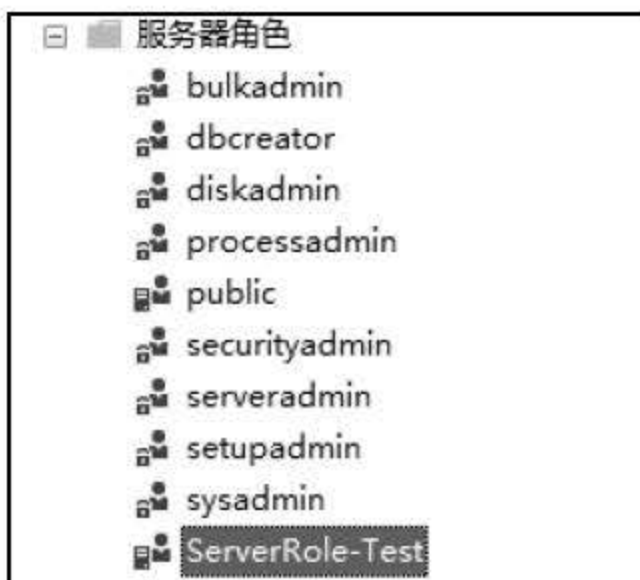 服务器角色
bulkadmin
dbcreator
diskadmin
processadmin
public
securityadmin
serveradmin
setupadmin
sysadmin
ServerRole-Test